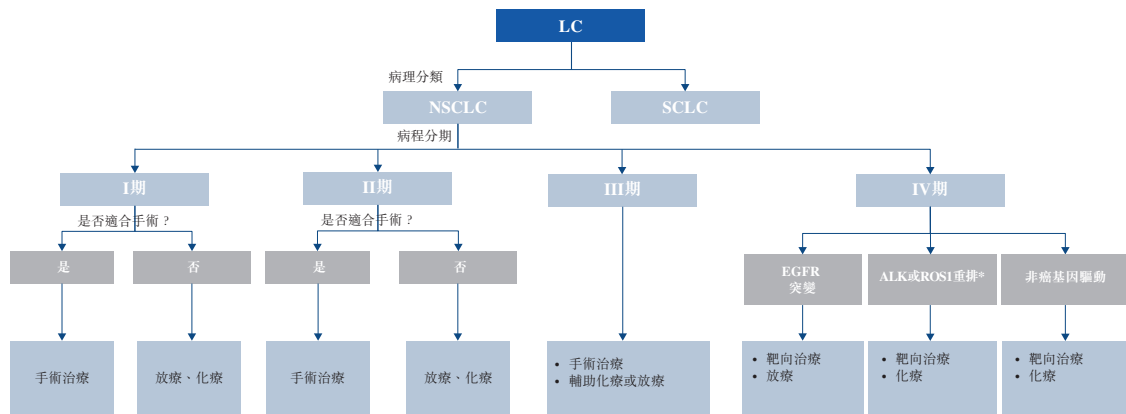 LC
病理分類
NSCLC
SCLC
病程分期
I期
II期
III期
IV期
是否適合手術？
是否適合手術？
是
否
是
否
EGFR
突變
ALK或ROS1重排*
非癌基因驅動
手術治療
放療、化療
手術治療
放療、化療
• 手術治療
• 輔助化療或放療
• 靶向治療
• 放療
• 靶向治療
• 化療
• 靶向治療
• 化療